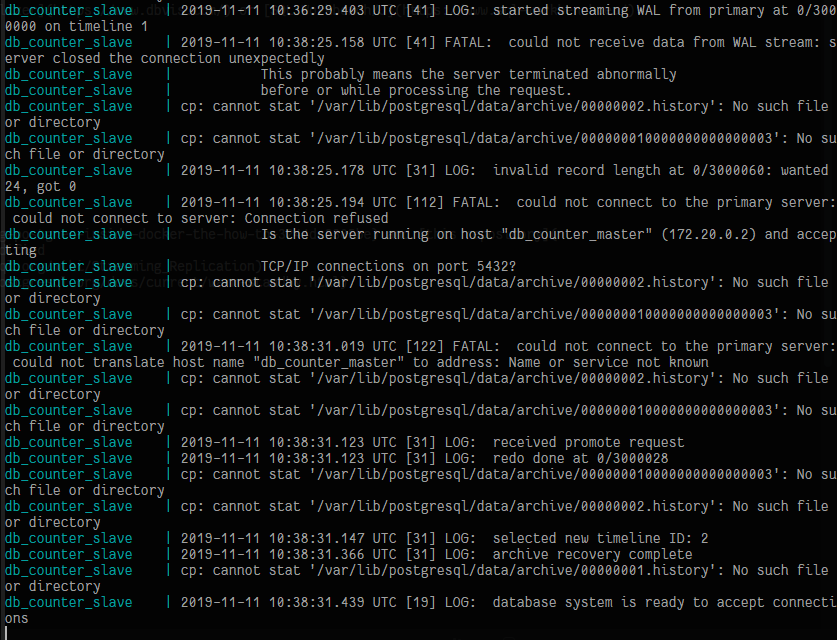 db_counter_slave    | 2019-11-11 10:36:29.403 UTC [41] LOG:  started streaming WAL from primary at 0/300
0000 on timeline 1
db_counter_slave    | 2019-11-11 10:38:25.158 UTC [41] FATAL:  could not receive data from WAL stream: s
erver closed the connection unexpectedly
db_counter_slave    |           This probably means the server terminated abnormally
db_counter_slave    |           before or while processing the request.
db_counter_slave    | cp: cannot stat '/var/lib/postgresql/data/archive/00000002.history': No such file
or directory
db_counter_slave    | cp: cannot stat '/var/lib/postgresql/data/archive/000000010000000000000003': No su
ch file or directory
db_counter_slave    | 2019-11-11 10:38:25.178 UTC [31] LOG:  invalid record length at 0/3000060: wanted
24, got 0
db_counter_slave    | 2019-11-11 10:38:25.194 UTC [112] FATAL:  could not connect to the primary server:
 could not connect to server: Connection refused
db_counter_slave    |           Is the server running on host "db_counter_master" (172.20.0.2) and accep
ting
db_counter_slave    |           TCP/IP connections on port 5432?
db_counter_slave    | cp: cannot stat '/var/lib/postgresql/data/archive/00000002.history': No such file
or directory
db_counter_slave    | cp: cannot stat '/var/lib/postgresql/data/archive/000000010000000000000003': No su
ch file or directory
db_counter_slave    | 2019-11-11 10:38:31.019 UTC [122] FATAL:  could not connect to the primary server:
 could not translate host name "db_counter_master" to address: Name or service not known
db_counter_slave    | cp: cannot stat '/var/lib/postgresql/data/archive/00000002.history': No such file
or directory
db_counter_slave    | cp: cannot stat '/var/lib/postgresql/data/archive/000000010000000000000003': No su
ch file or directory
db_counter_slave    | 2019-11-11 10:38:31.123 UTC [31] LOG:  received promote request
db_counter_slave    | 2019-11-11 10:38:31.123 UTC [31] LOG:  redo done at 0/3000028
db_counter_slave    | cp: cannot stat '/var/lib/postgresql/data/archive/000000010000000000000003': No su
ch file or directory
db_counter_slave    | cp: cannot stat '/var/lib/postgresql/data/archive/00000002.history': No such file
or directory
db_counter_slave    | 2019-11-11 10:38:31.147 UTC [31] LOG:  selected new timeline ID: 2
db_counter_slave    | 2019-11-11 10:38:31.366 UTC [31] LOG:  archive recovery complete
db_counter_slave    | cp: cannot stat '/var/lib/postgresql/data/archive/00000001.history': No such file
or directory
db_counter_slave    | 2019-11-11 10:38:31.439 UTC [19] LOG:  database system is ready to accept connecti
ons